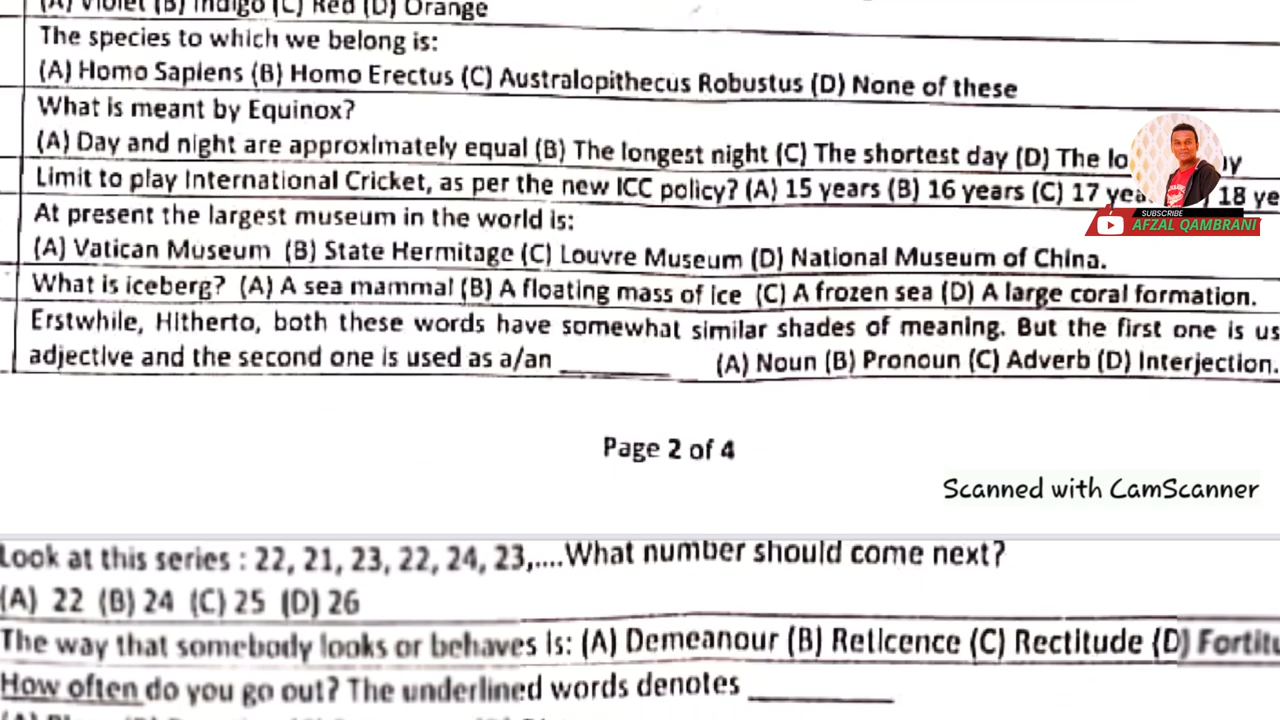 (A) Violet (B) Indigo (C) Red (D) Orange
The species to which we belong is:
(A) Homo Sapiens (B) Homo Erectus (C) Australopithecus Robustus (D) None of these
What is meant by Equinox?
(A) Day and night are approximately equal (B) The longest night (C) The shortest day (D) The
Limit to play International Cricket, as per the new ICC policy? (A) 15 years (B) 16 years (C) 17 18
At present the largest museum in the world is:
(A) Vatican Museum (B) State Hermitage (C) Louvre Museum (D) National Museum of China.
What is iceberg? (A) A sea mammal (B) A floating mass of ice (C) A frozen sea (D) A large coral formation.
Erstwhile, Hitherto, both these words have somewhat similar shades of meaning. But the first one is
adjective and the second one is used as a/an ________ (A) Noun (B) Pronoun (C) Adverb (D) Interjection.
SUBSCRIBE
AFZAL QAMBRANI
Page 2 of 4
Scanned with CamScanner
Look at this series : 22, 21, 23, 22, 24, 23,....What number should come next?
(A) 22 (B) 24 (C) 25 (D) 26
The way that somebody looks or behaves is: (A) Demeanour (B) Reticence (C) Rectitude (D)
How often do you go out? The underlined words denotes __________